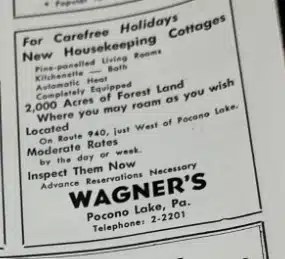 * Popular
For Carefree Holidays
New Housekeeping Cottages
Pine-panelled Living Rooms
Kitchenette — Bath
Automatic Heat
Completely Equipped
2,000 Acres of Forest Land
Where you may roam as you wish
Located
On Route 940, just West of Pocono Lake.
Moderate Rates
by the day or week.
Inspect Them Now
Advance Reservations Necessary
WAGNER'S
Pocono Lake, Pa.
Telephone: 2-2201